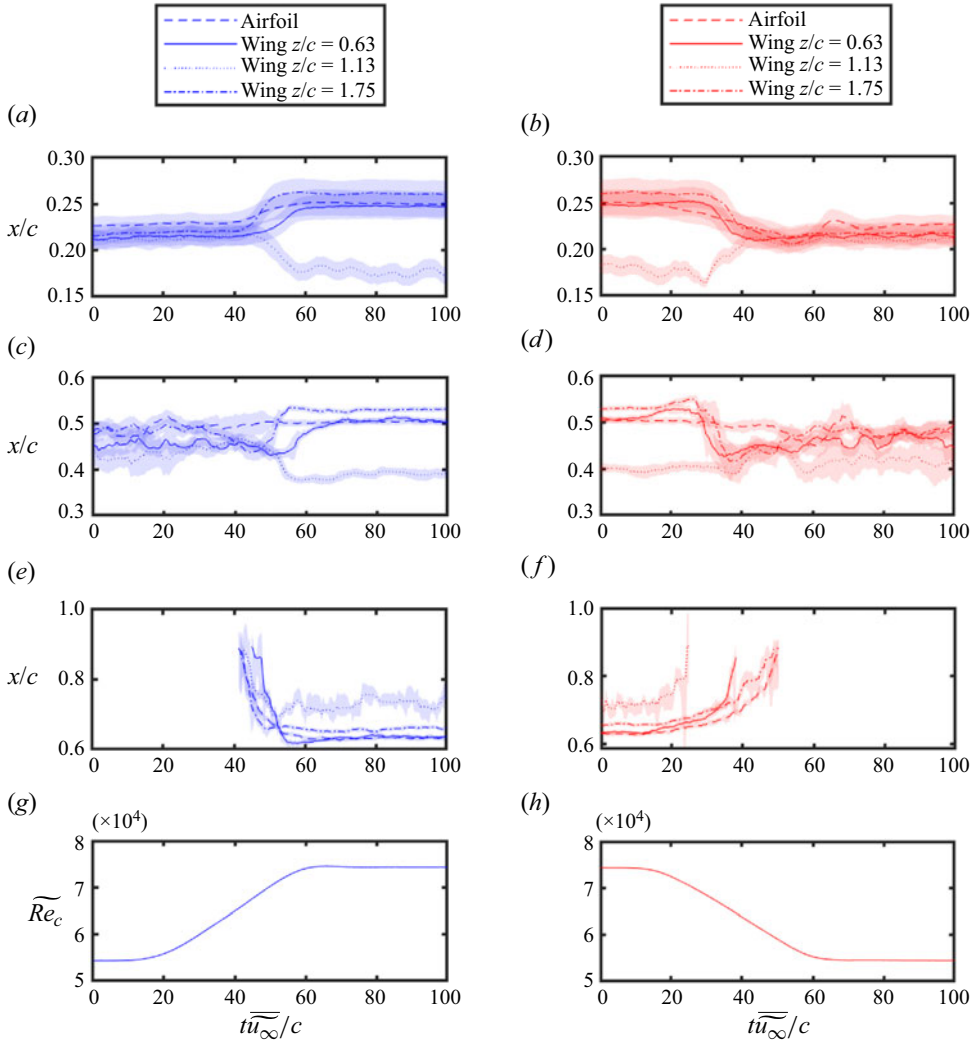 Airfoil
Wing z/c = 0.63
Wing z/c = 1.13
Wing z/c = 1.75
Airfoil
Wing z/c = 0.63
Wing z/c = 1.13
Wing z/c = 1.75
(a)
(b)
0.30
0.25
x/c
0.20
0.15
0 20 40 60 80 100
0.30
0.25
0.20
0.15
0 20 40 60 80 100
(c)
(d)
0.6
0.5
x/c
0.4
0.3
0 20 40 60 80 100
0.6
0.5
0.4
0.3
0 20 40 60 80 100
(e)
(f)
1.0
x/c
0.8
0.6
0 20 40 60 80 100
1.0
0.8
0.6
0 20 40 60 80 100
(g)
(h)
(×10⁴)
8
7
R͠e_c
6
5
0 20 40 60 80 100
tũ̅_∞/c
(×10⁴)
8
7
6
5
0 20 40 60 80 100
tũ̅_∞/c